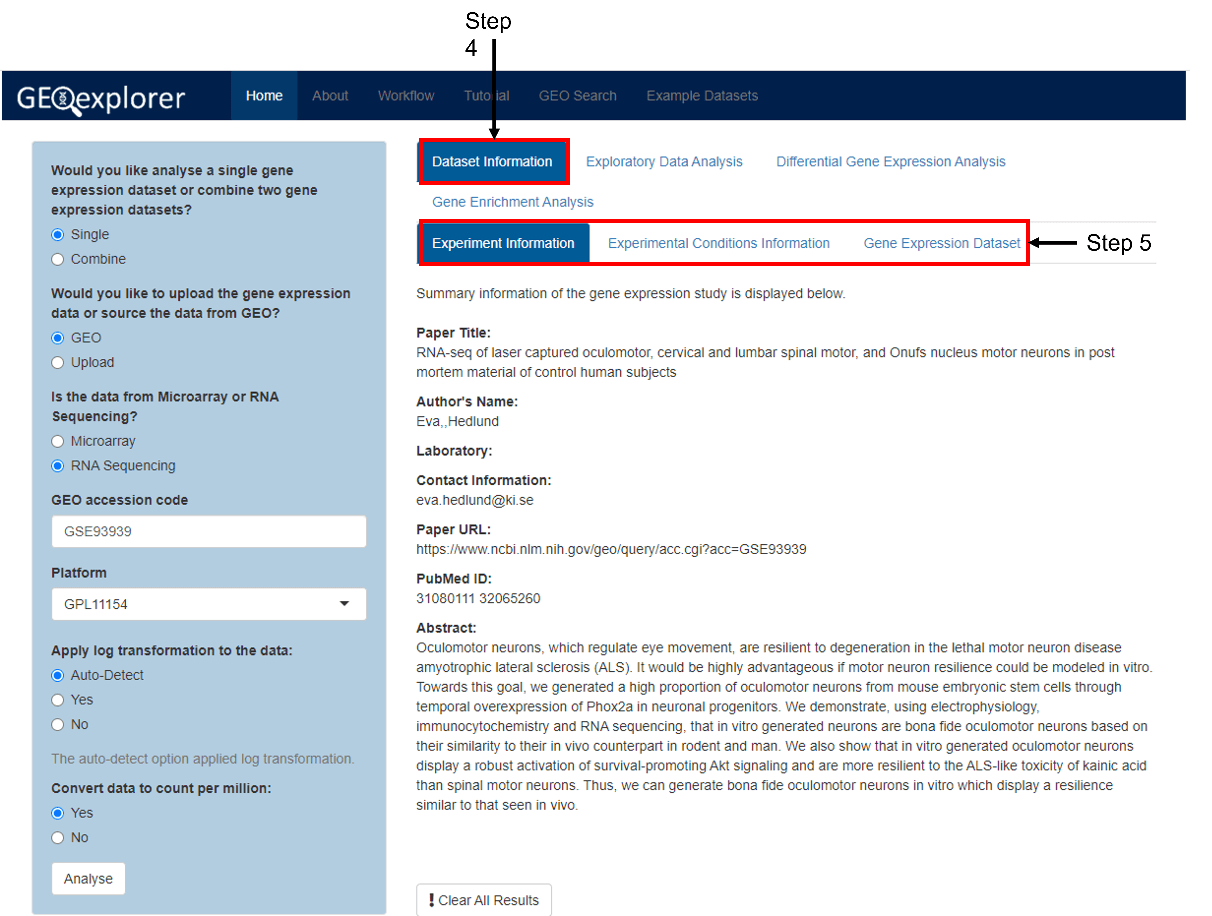 Step
4
GEOexplorer
Home
About
Workflow
Tutorial
GEO Search
Example Datasets
Would you like analyse a single gene
expression dataset or combine two gene
expression datasets?
Single
Combine
Would you like to upload the gene expression
data or source the data from GEO?
GEO
Upload
Is the data from Microarray or RNA
Sequencing?
Microarray
RNA Sequencing
GEO accession code
GSE93939
Platform
GPL11154
Apply log transformation to the data:
Auto-Detect
Yes
No
The auto-detect option applied log transformation.
Convert data to count per million:
Yes
No
Analyse
Dataset Information
Exploratory Data Analysis
Differential Gene Expression Analysis
Gene Enrichment Analysis
Experiment Information
Experimental Conditions Information
Gene Expression Dataset
Step 5
Summary information of the gene expression study is displayed below.
Paper Title:
RNA-seq of laser captured oculomotor, cervical and lumbar spinal motor, and Onufs nucleus motor neurons in post
mortem material of control human subjects
Author's Name:
Eva,,Hedlund
Laboratory:
Contact Information:
eva.hedlund@ki.se
Paper URL:
https://www.ncbi.nlm.nih.gov/geo/query/acc.cgi?acc=GSE93939
PubMed ID:
31080111 32065260
Abstract:
Oculomotor neurons, which regulate eye movement, are resilient to degeneration in the lethal motor neuron disease
amyotrophic lateral sclerosis (ALS). It would be highly advantageous if motor neuron resilience could be modeled in vitro.
Towards this goal, we generated a high proportion of oculomotor neurons from mouse embryonic stem cells through
temporal overexpression of Phox2a in neuronal progenitors. We demonstrate, using electrophysiology,
immunocytochemistry and RNA sequencing, that in vitro generated neurons are bona fide oculomotor neurons based on
their similarity to their in vivo counterpart in rodent and man. We also show that in vitro generated oculomotor neurons
display a robust activation of survival-promoting Akt signaling and are more resilient to the ALS-like toxicity of kainic acid
than spinal motor neurons. Thus, we can generate bona fide oculomotor neurons in vitro which display a resilience
similar to that seen in vivo.
! Clear All Results